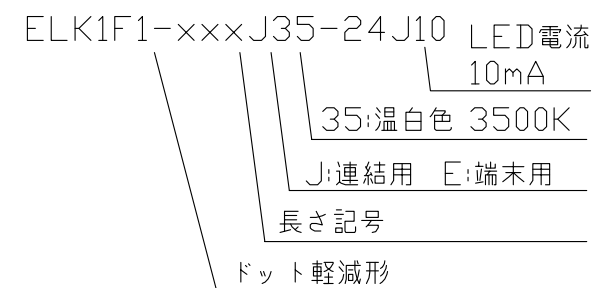 ELK1F1-xxxJ35-24J10
LED電流
10mA
35:温白色 3500K
J:連結用 E:端末用
長さ記号
ドット軽減形